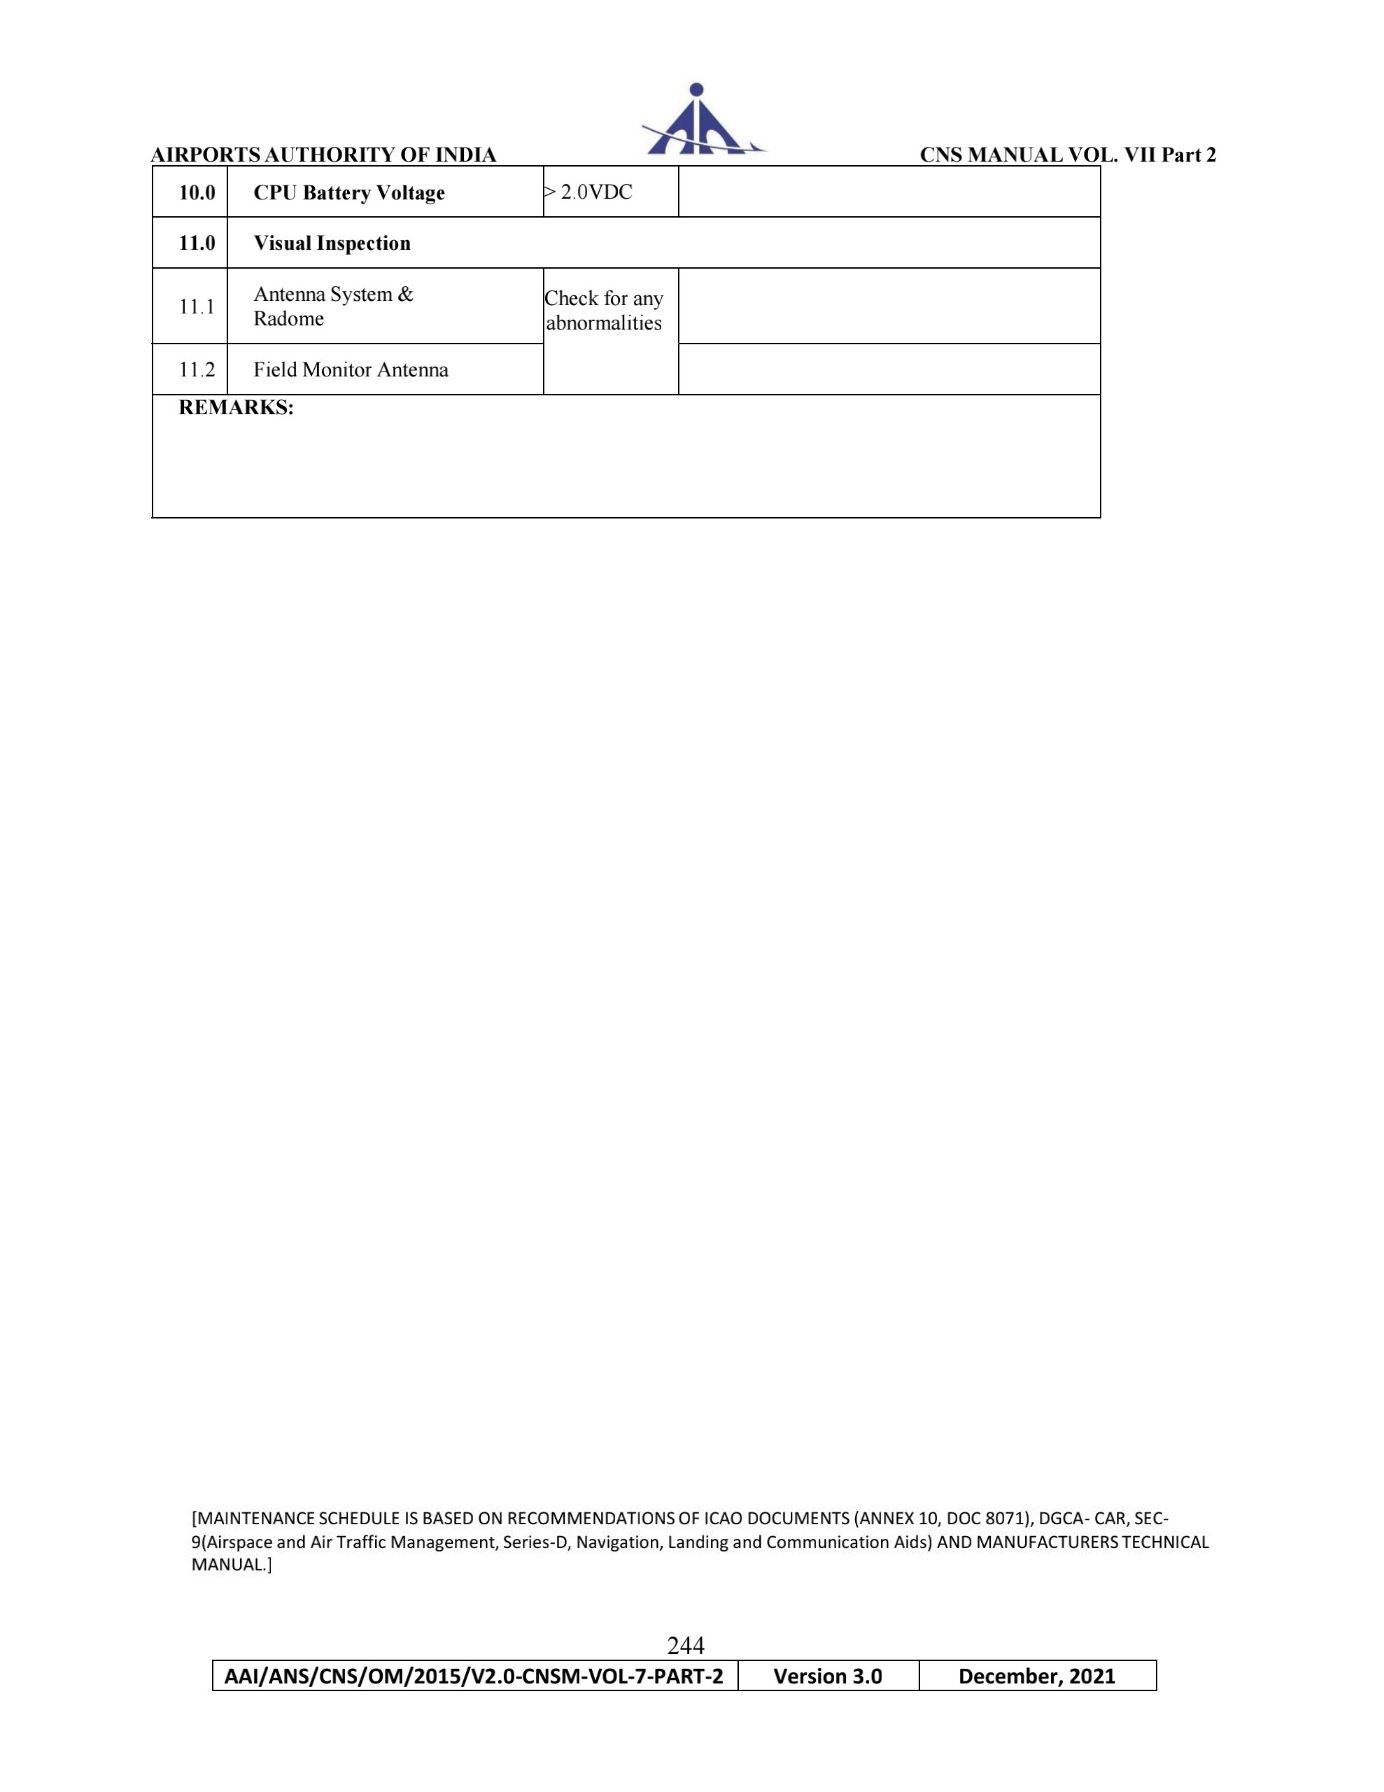 AIRPORTS AUTHORITY OF INDIA CNS MANUAL VOL. VII Part 2
10.0 CPU Battery Voltage > 2.0VDC
11.0 Visual Inspection
11.1 Antenna System &
Radome
Check for any
abnormalities
11.2 Field Monitor Antenna
REMARKS:
[MAINTENANCE SCHEDULE IS BASED ON RECOMMENDATIONS OF ICAO DOCUMENTS (ANNEX 10, DOC 8071), DGCA- CAR, SEC-
9(Airspace and Air Traffic Management, Series-D, Navigation, Landing and Communication Aids) AND MANUFACTURERS TECHNICAL
MANUAL.]
244
AAI/ANS/CNS/OM/2015/V2.0-CNSM-VOL-7-PART-2 Version 3.0 December, 2021